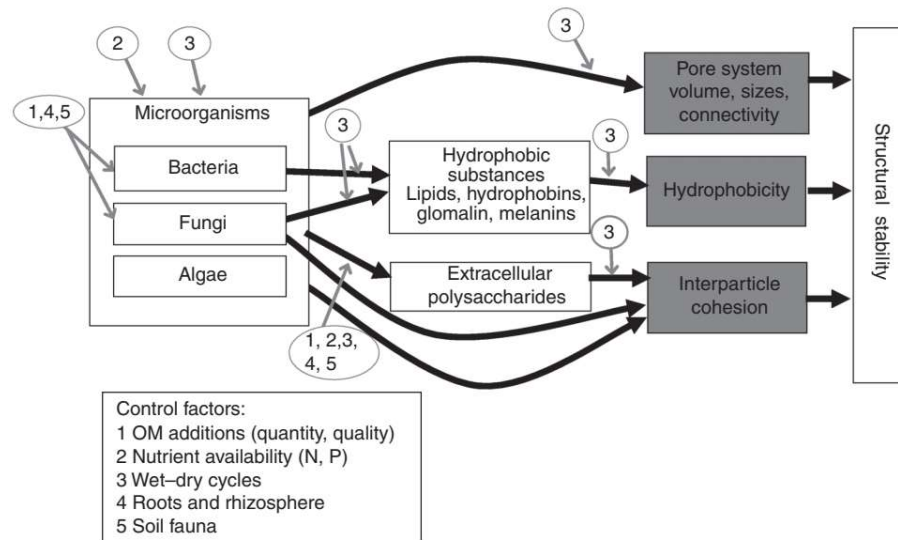 2
3
3
1,4,5
Microorganisms
Bacteria
Fungi
Algae
3
Hydrophobic
substances
Lipids, hydrophobins,
glomalin, melanins
3
Pore system
volume, sizes,
connectivity
Hydrophobicity
3
Extracellular
polysaccharides
Interparticle
cohesion
Structural stability
1, 2,3,
4, 5
Control factors:
1 OM additions (quantity, quality)
2 Nutrient availability (N, P)
3 Wet–dry cycles
4 Roots and rhizosphere
5 Soil fauna